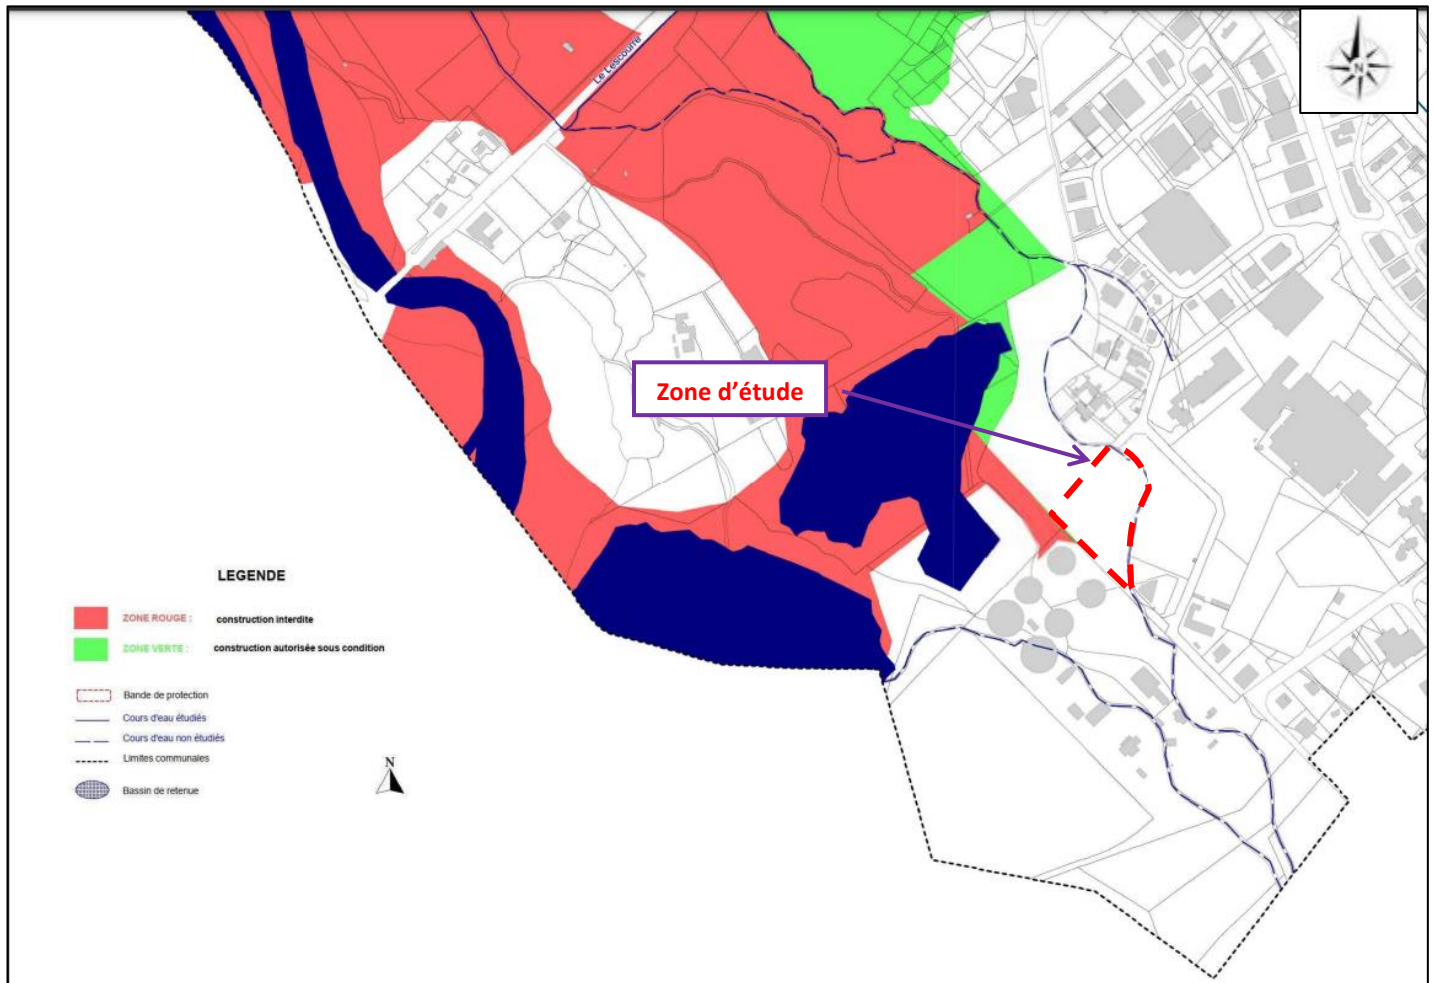 Le Lescourre
N
Zone d'étude
LEGENDE
ZONE ROUGE : construction interdite
ZONE VERTE : construction autorisée sous condition
Bande de protection
Cours d'eau étudiés
Cours d'eau non étudiés
Limites communales
Bassin de retenue
N